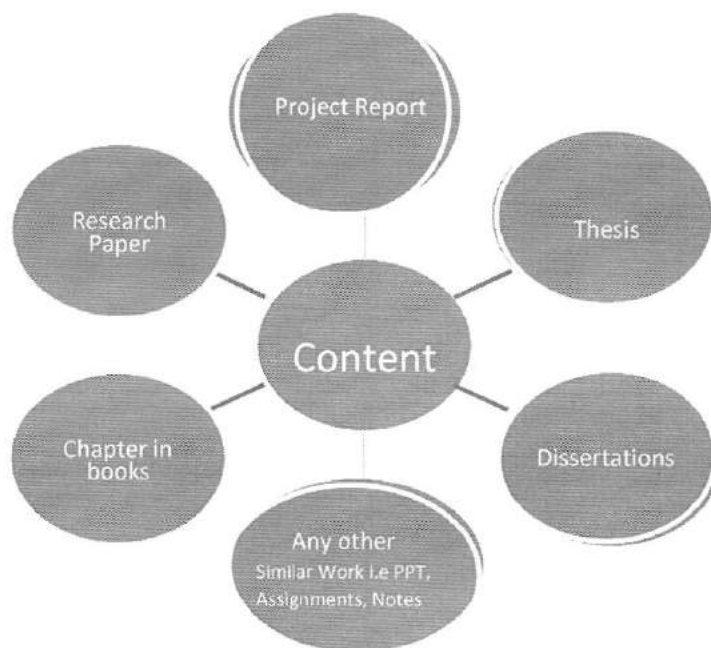 Project Report
Research
Paper
Thesis
Content
Chapter in
books
Dissertations
Any other
Similar Work i.e PPT,
Assignments, Notes